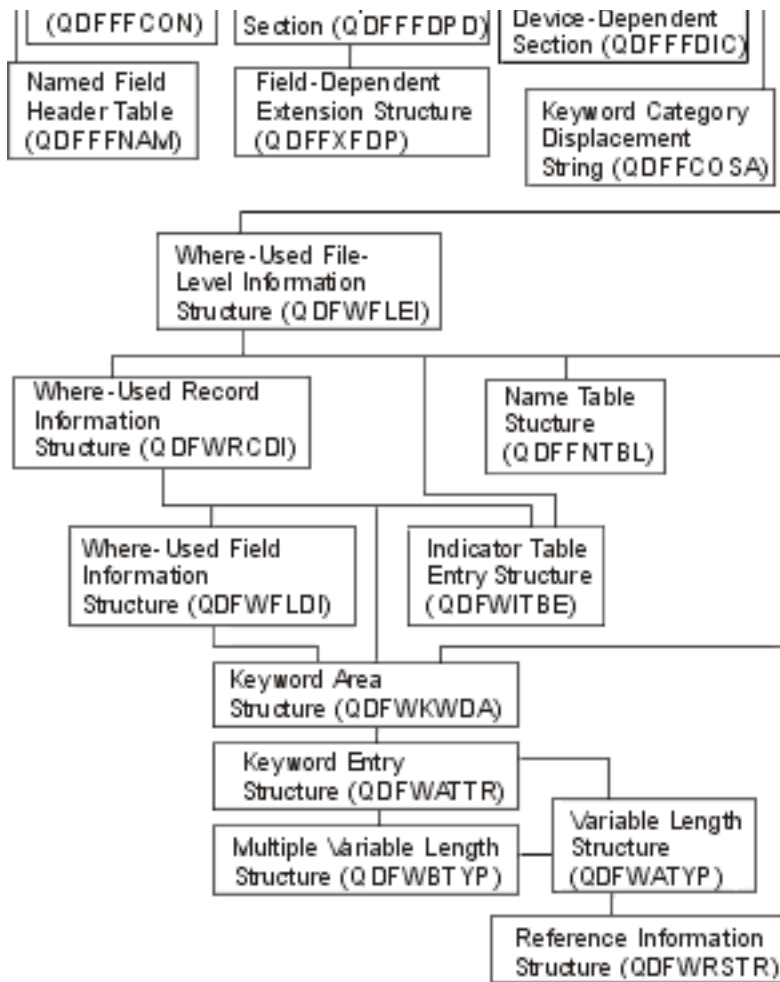 (QDFFFCON)
Section (QDFFFDPD)
Device-Dependent
Section (QDFFFDIC)
Named Field
Header Table
(QDFFFNAM)
Field-Dependent
Extension Structure
(QDFFXFDP)
Keyword Category
Displacement
String (QDFFCOSA)
Where-Used File-
Level Information
Structure (QDFWFLEI)
Where-Used Record
Information
Structure (QDFWRCDI)
Name Table
Stucture
(QDFFNTBL)
Where-Used Field
Information
Structure (QDFWFLDI)
Indicator Table
Entry Structure
(QDFWITBE)
Keyword Area
Structure (QDFWKWDA)
Keyword Entry
Structure (QDFWATTR)
Multiple Variable Length
Structure (QDFWBTYP)
Variable Length
Structure
(QDFWATYP)
Reference Information
Structure (QDFWRSTR)